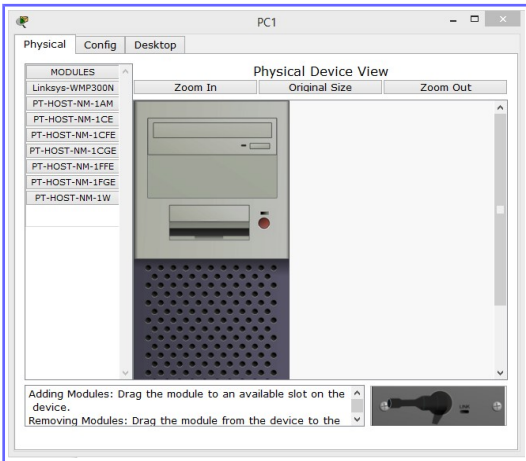 PC1
Physical Config Desktop
MODULES
Linksys-WMP300N
PT-HOST-NM-1AM
PT-HOST-NM-1CE
PT-HOST-NM-1CFE
PT-HOST-NM-1CGE
PT-HOST-NM-1FFE
PT-HOST-NM-1FGE
PT-HOST-NM-1W
Physical Device View
Zoom In Original Size Zoom Out
Adding Modules: Drag the module to an available slot on the
device.
Removing Modules: Drag the module from the device to the